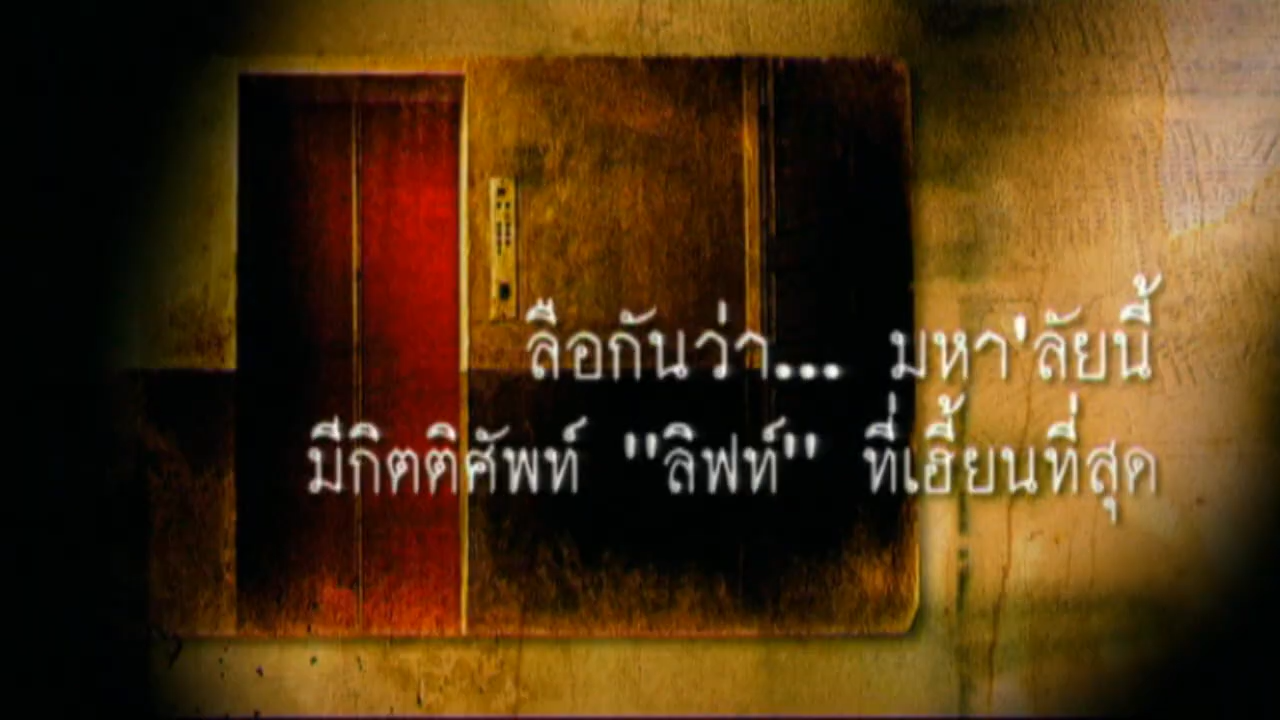 ลือกันว่า... มหา'ลัยนี้
มีกิตติศัพท์ "ลิฟท์" ที่เฮี้ยนที่สุด